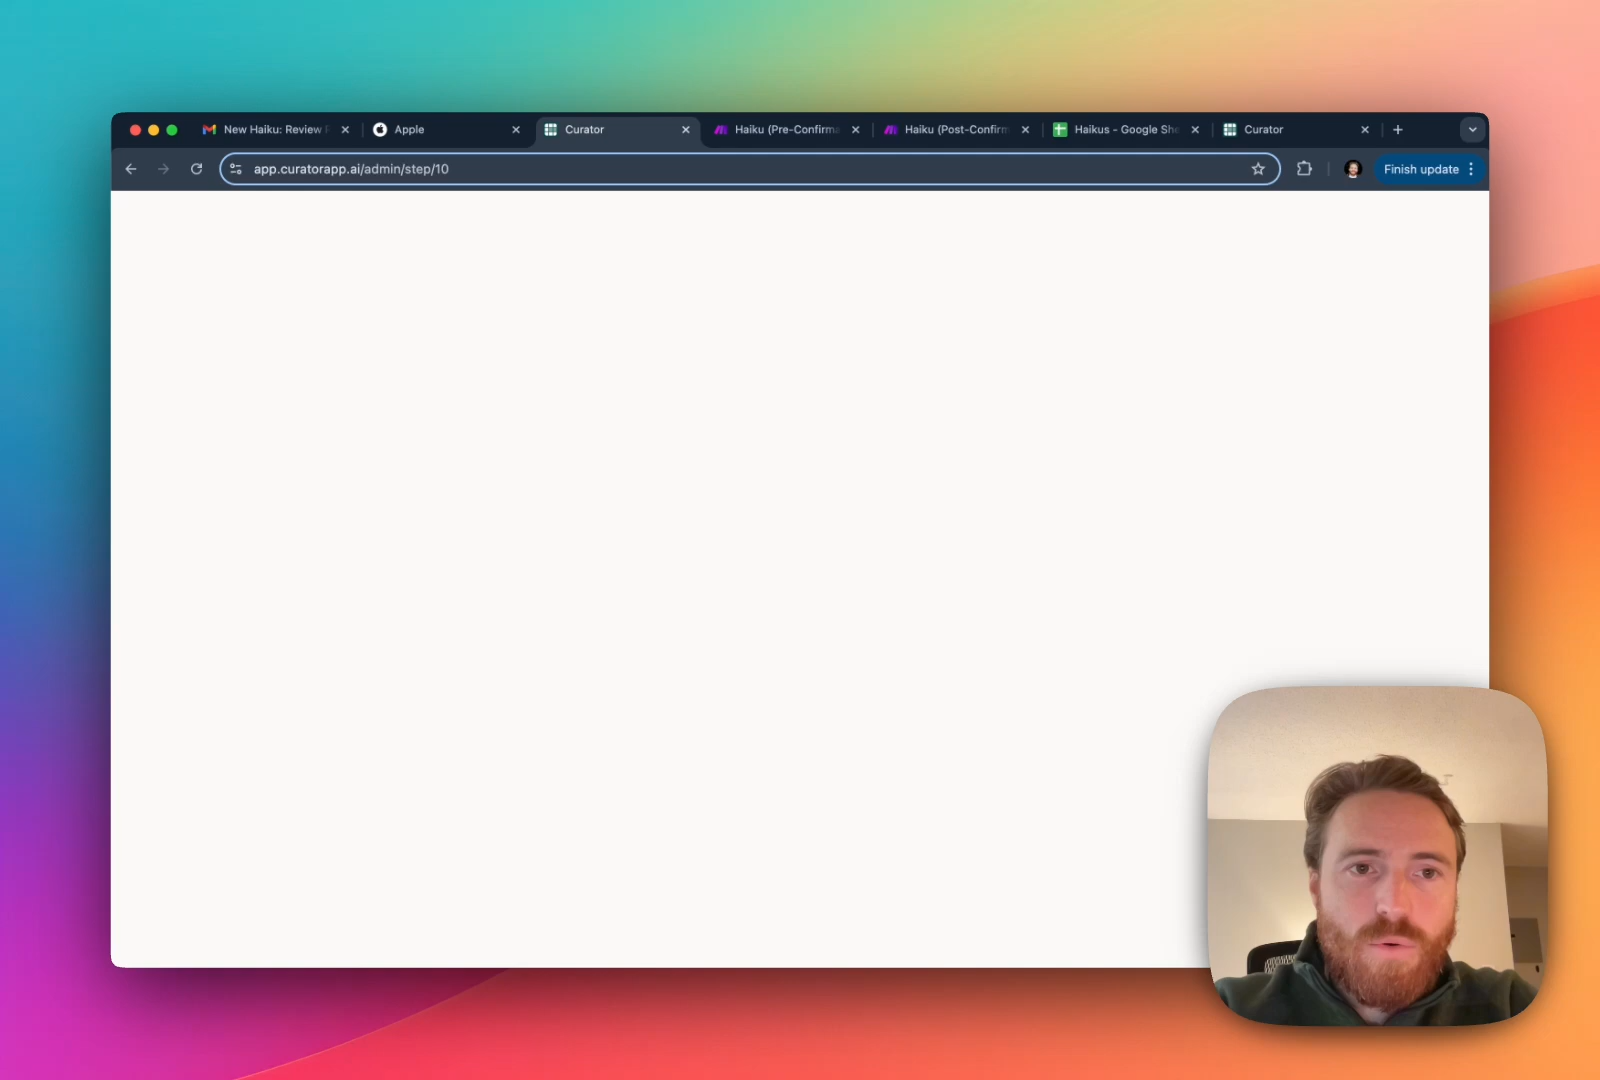 New Haiku: Review
Apple
Curator
Haiku (Pre-Confirma
Haiku (Post-Confirm
Haikus - Google She
Curator
app.curatorapp.ai/admin/step/10
Finish update